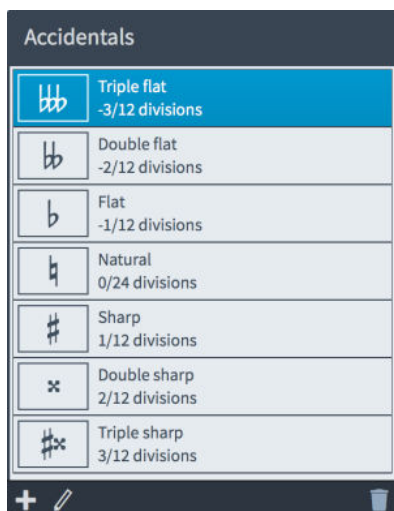 Accidentals
Triple flat
-3/12 divisions
Double flat
-2/12 divisions
Flat
-1/12 divisions
Natural
0/24 divisions
Sharp
1/12 divisions
Double sharp
2/12 divisions
Triple sharp
3/12 divisions